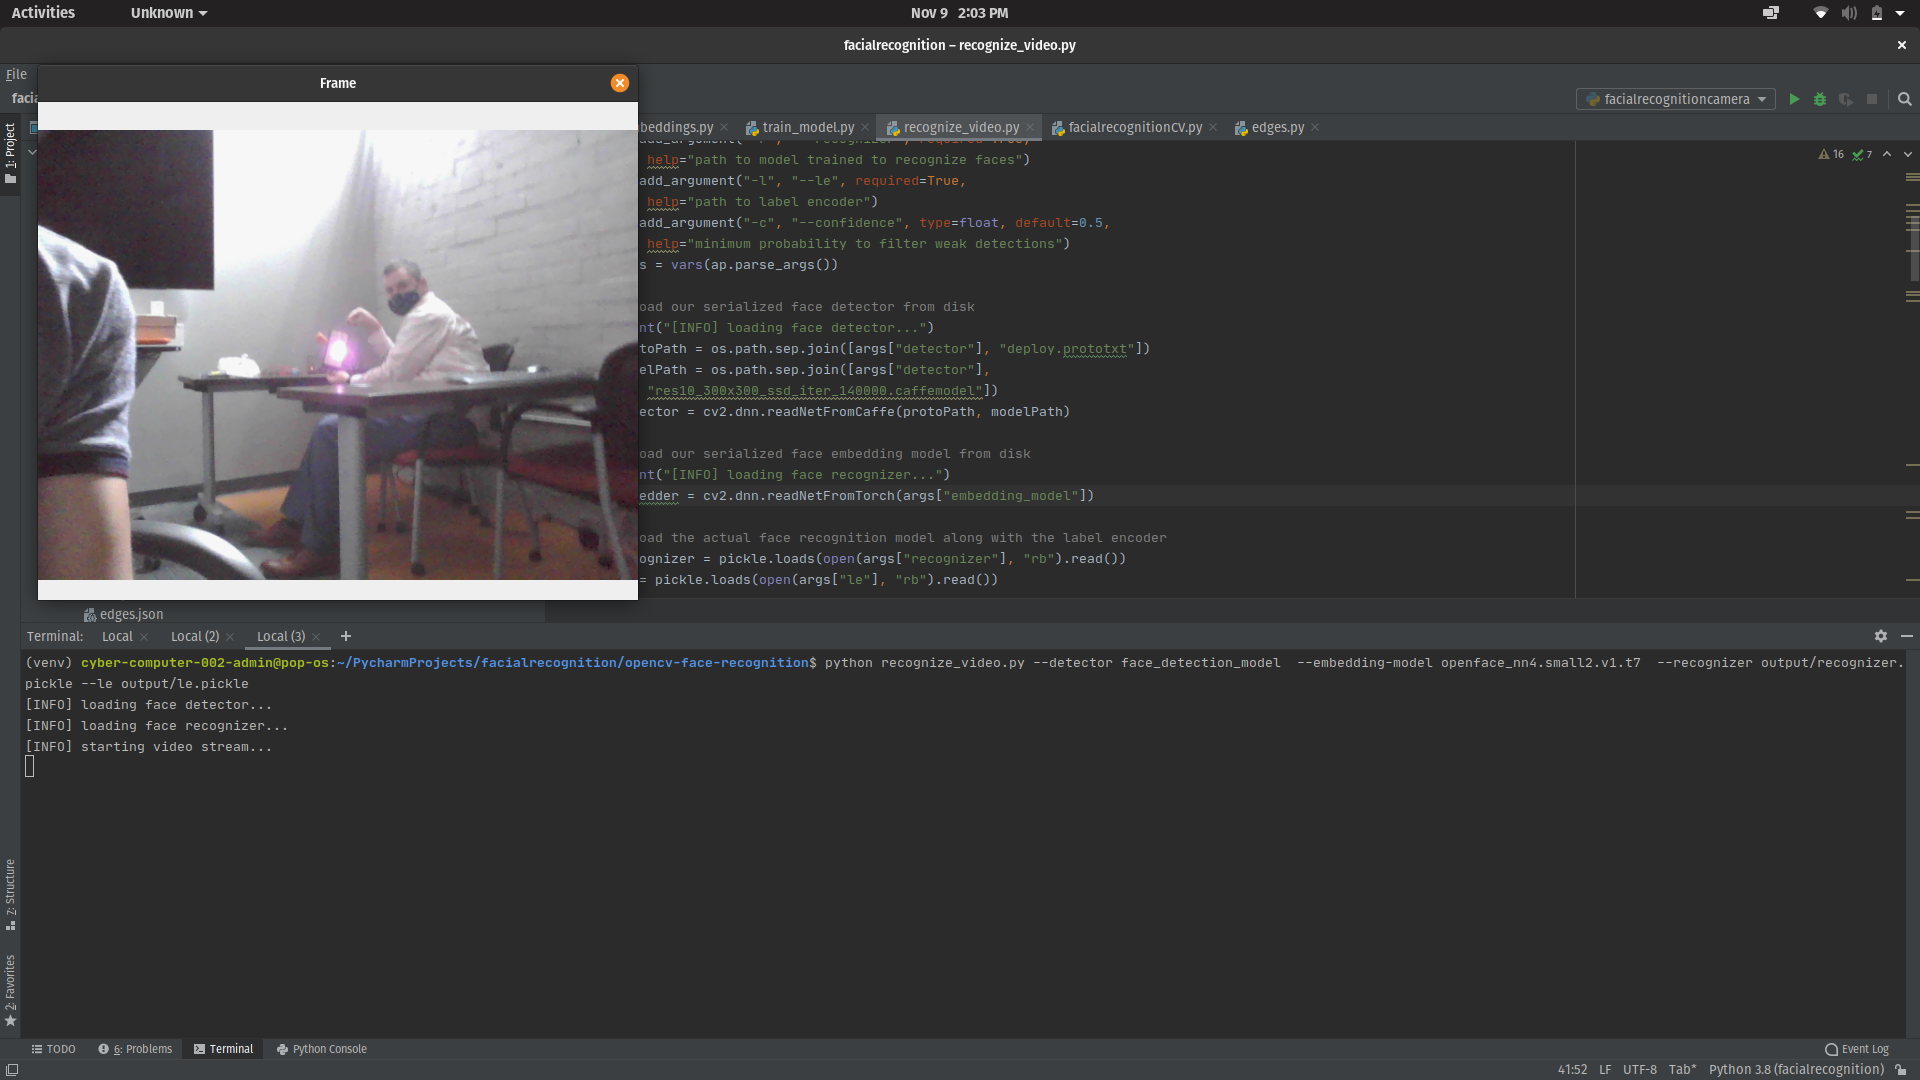 Activities
Unknown
Nov 9 2:03 PM
facialrecognition – recognize_video.py
File
Frame
facialrecognitioncamera
train_model.py
recognize_video.py
facialrecognitionCV.py
edges.py
1: Project
16
7
help="path to model trained to recognize faces")
add_argument("-l", "--le", required=True,
help="path to label encoder")
add_argument("-c", "--confidence", type=float, default=0.5,
help="minimum probability to filter weak detections")
s = vars(ap.parse_args())
oad our serialized face detector from disk
nt("[INFO] loading face detector...")
toPath = os.path.sep.join([args["detector"], "deploy.prototxt"])
elPath = os.path.sep.join([args["detector"],
"res10_300x300_ssd_iter_140000.caffemodel"])
ector = cv2.dnn.readNetFromCaffe(protoPath, modelPath)
oad our serialized face embedding model from disk
nt("[INFO] loading face recognizer...")
edder = cv2.dnn.readNetFromTorch(args["embedding_model"])
oad the actual face recognition model along with the label encoder
ognizer = pickle.loads(open(args["recognizer"], "rb").read())
= pickle.loads(open(args["le"], "rb").read())
edges.json
Terminal: Local Local (2) Local (3)
(venv) cyber-computer-002-admin@pop-os:~/PycharmProjects/facialrecognition/opencv-face-recognition$ python recognize_video.py --detector face_detection_model  --embedding-model openface_nn4.small2.v1.t7  --recognizer output/recognizer.
pickle --le output/le.pickle
[INFO] loading face detector...
[INFO] loading face recognizer...
[INFO] starting video stream...
7: Structure
2: Favorites
TODO 6: Problems Terminal Python Console
Event Log
41:52 LF UTF-8 Tab* Python 3.8 (facialrecognition)